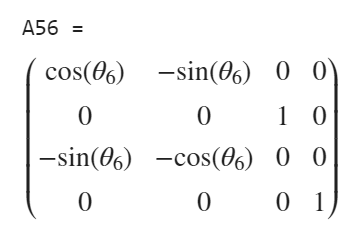 A56 =
cos(θ₆) −sin(θ₆) 0 0
0 0 1 0
−sin(θ₆) −cos(θ₆) 0 0
0 0 0 1